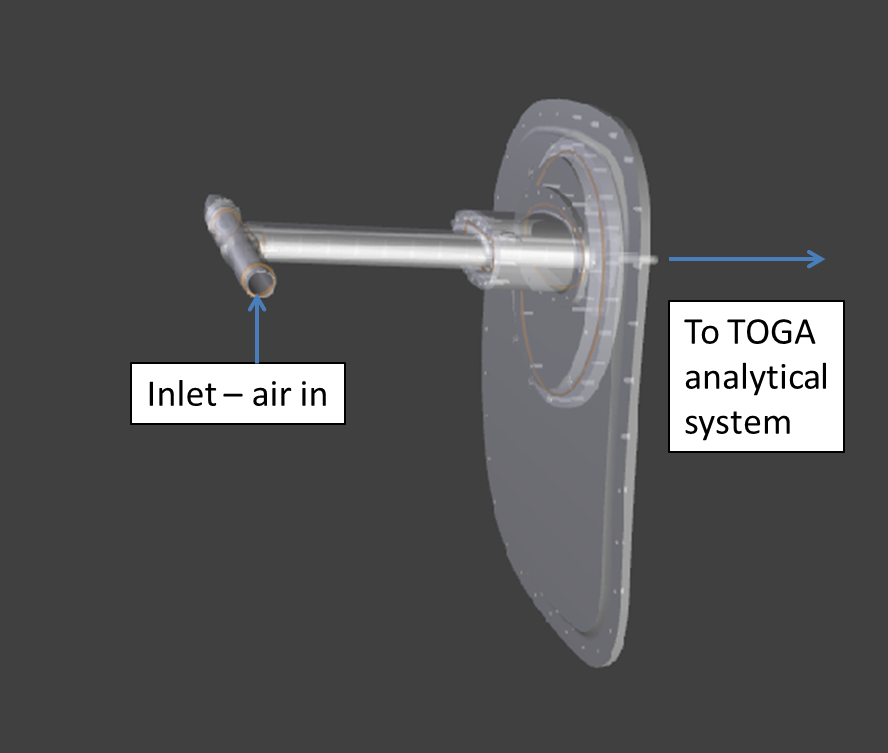 Inlet – air in
To TOGA
analytical
system